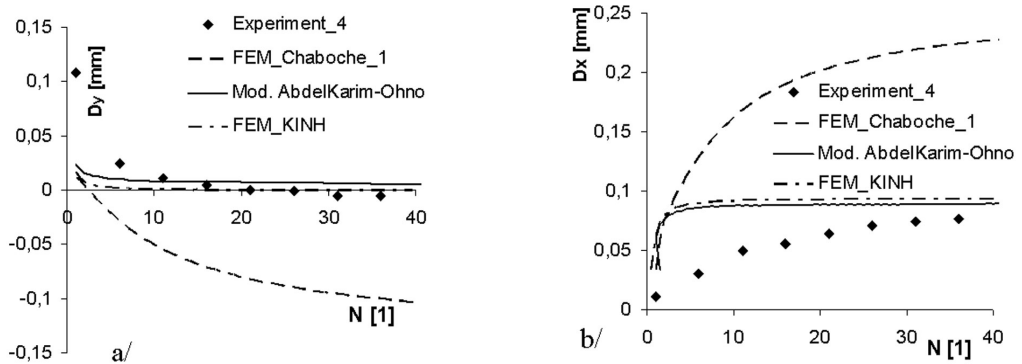 0,15
0,1
0,05
0
-0,05
-0,1
-0,15
Dy [mm]
Experiment_4
FEM_Chaboche_1
Mod. AbdelKarim-Ohno
FEM_KINH
0
10
20
30
40
N [1]
a/
0,25
0,2
0,15
0,1
0,05
0
Dx [mm]
Experiment_4
FEM_Chaboche_1
Mod. AbdelKarim-Ohno
FEM_KINH
0
10
20
30
40
N [1]
b/